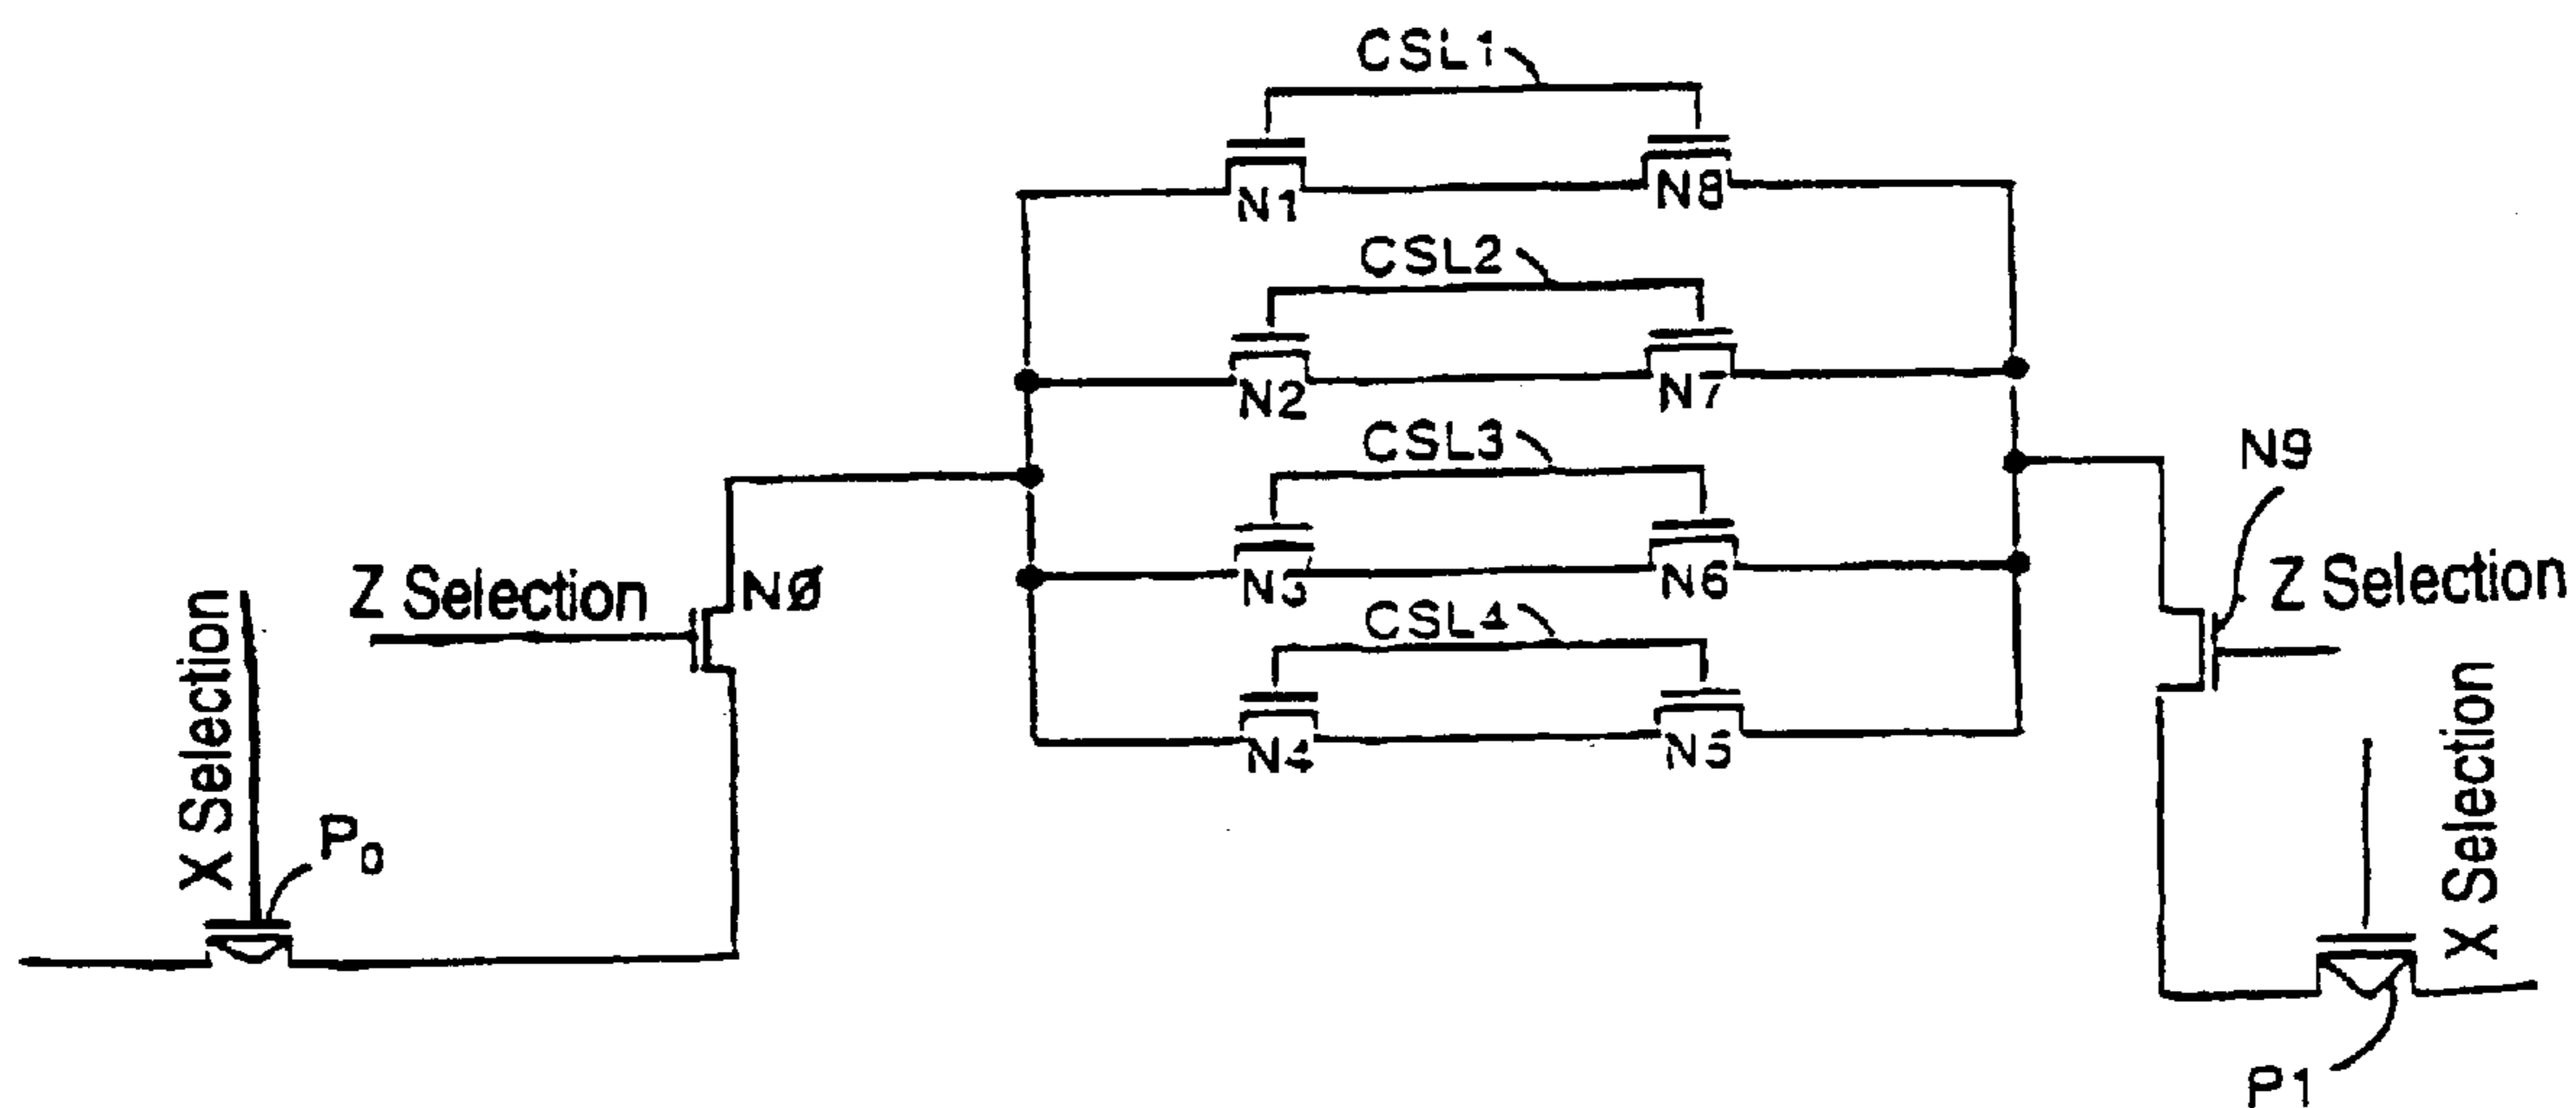 CSL1
N1
N8
CSL2
N2
N7
CSL3
N9
N3
N6
Z Selection
NØ
Z Selection
CSL4
X Selection
N4
N5
X Selection
P0
P1